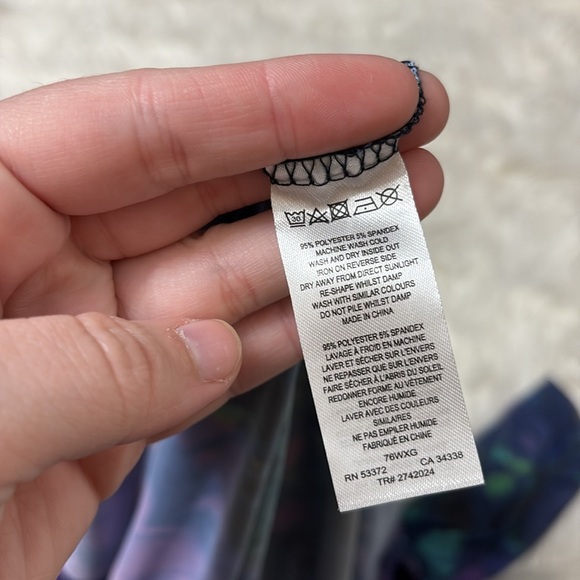 30
95% POLYESTER 5% SPANDEX
MACHINE WASH COLD
WASH AND DRY INSIDE OUT
IRON ON REVERSE SIDE
DRY AWAY FROM DIRECT SUNLIGHT
RE-SHAPE WHILST DAMP
WASH WITH SIMILAR COLOURS
DO NOT PILE WHILST DAMP
MADE IN CHINA
95% POLYESTER 5% SPANDEX
LAVAGE À FROID EN MACHINE
LAVER ET SÉCHER SUR L'ENVERS
NE REPASSER QUE SUR L'ENVERS
FAIRE SÉCHER À L'ABRIS DU SOLEIL
REDONNER FORME AU VÊTEMENT
ENCORE HUMIDE
LAVER AVEC DES COULEURS
SIMILAIRES
NE PAS EMPILER HUMIDE
FABRIQUÉ EN CHINE
76WXG
RN 53372 CA 34338
TR# 2742024